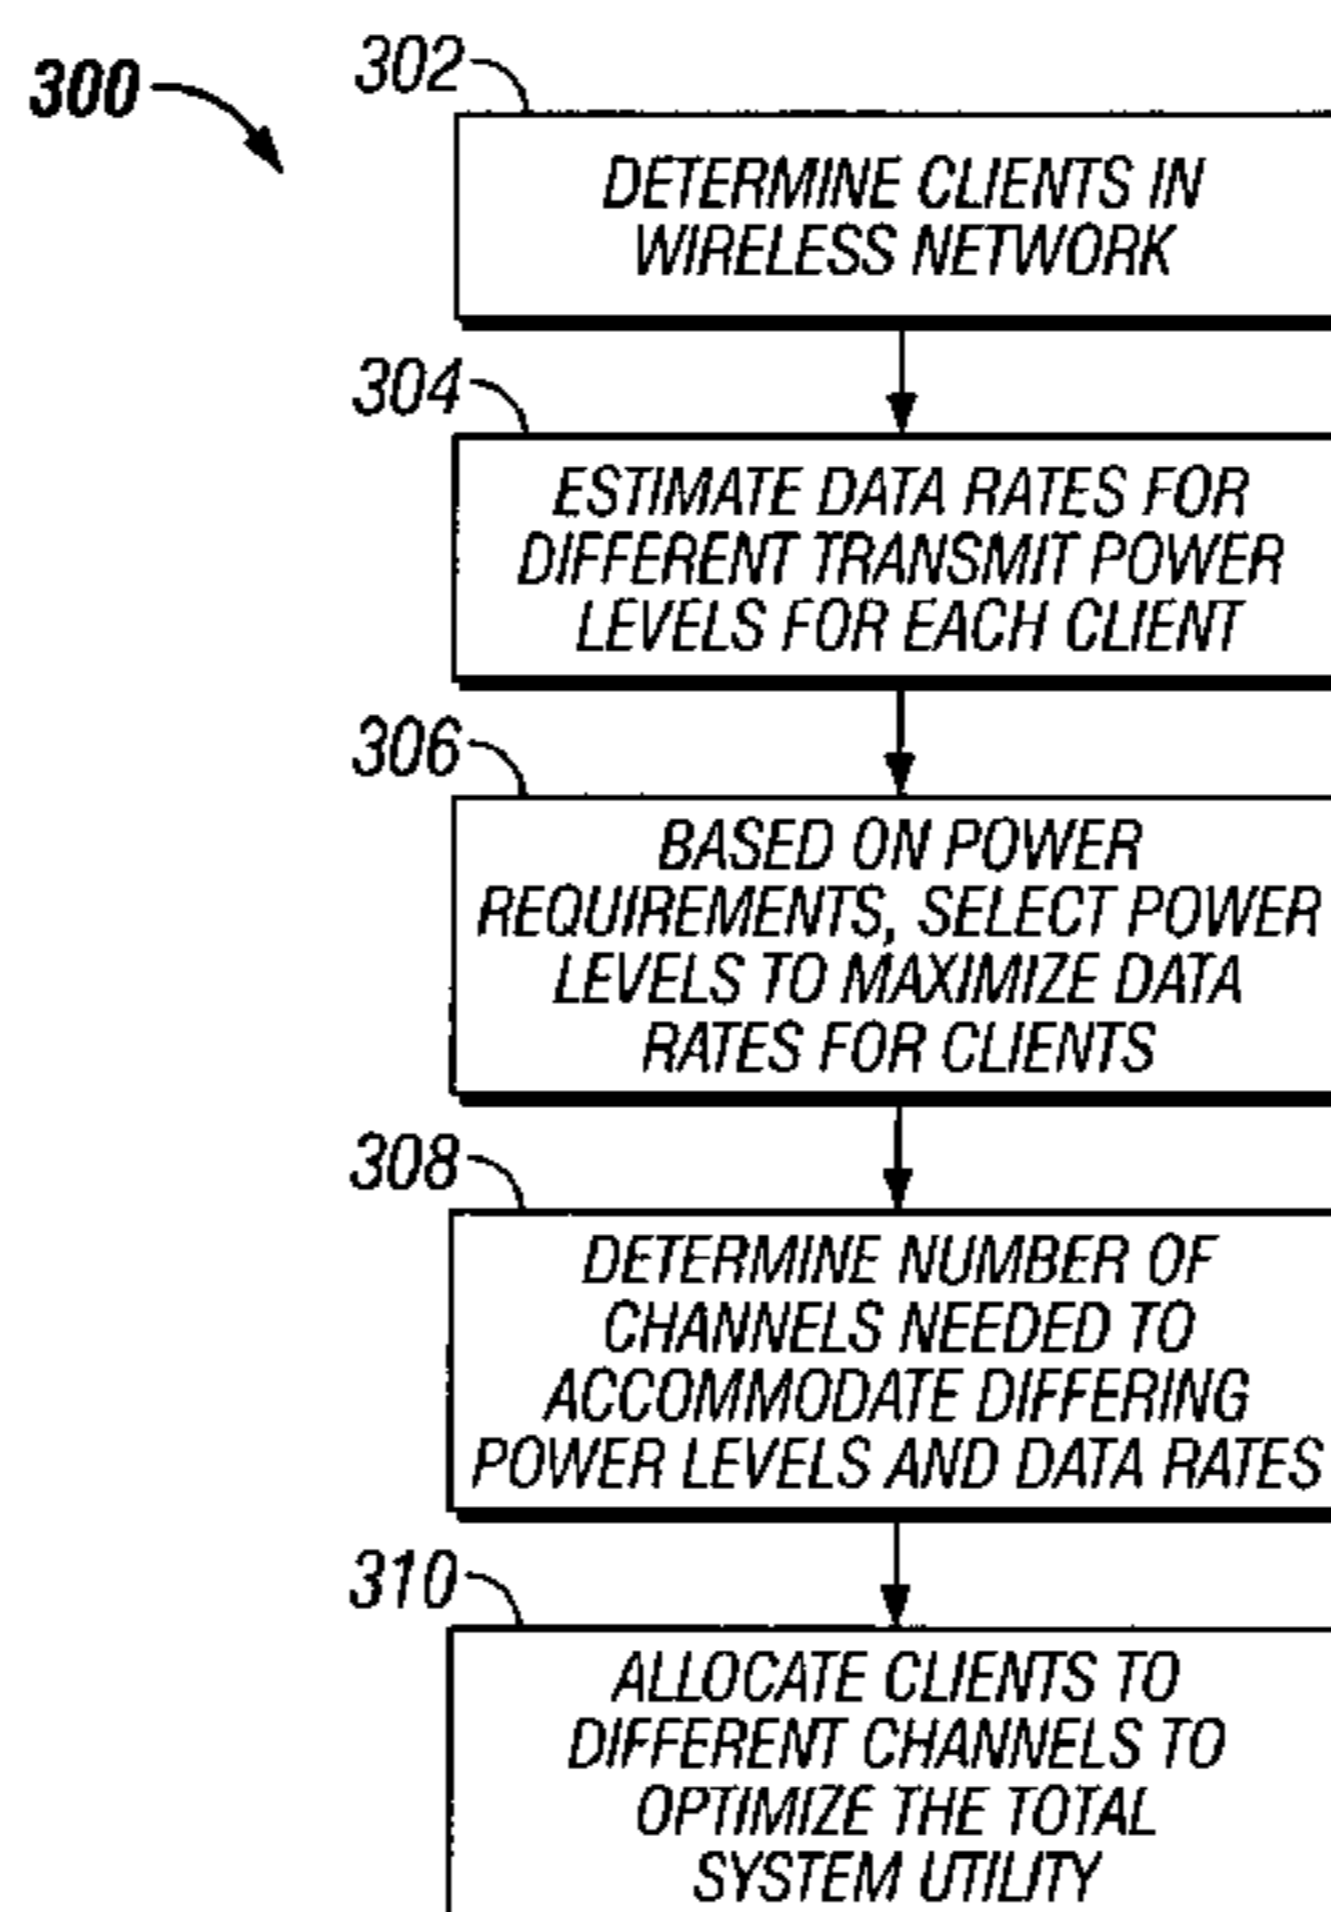 300
302
DETERMINE CLIENTS IN
WIRELESS NETWORK
304
ESTIMATE DATA RATES FOR
DIFFERENT TRANSMIT POWER
LEVELS FOR EACH CLIENT
306
BASED ON POWER
REQUIREMENTS, SELECT POWER
LEVELS TO MAXIMIZE DATA
RATES FOR CLIENTS
308
DETERMINE NUMBER OF
CHANNELS NEEDED TO
ACCOMMODATE DIFFERING
POWER LEVELS AND DATA RATES
310
ALLOCATE CLIENTS TO
DIFFERENT CHANNELS TO
OPTIMIZE THE TOTAL
SYSTEM UTILITY